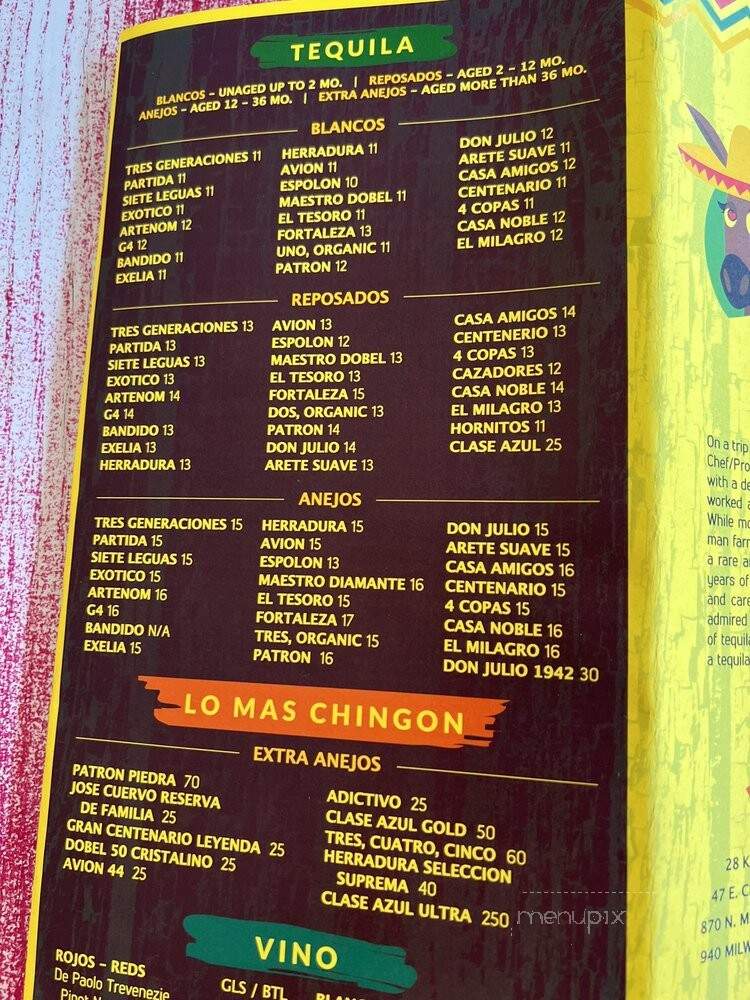 TEQUILA
BLANCOS – UNAGED UP TO 2 MO. | REPOSADOS – AGED 2 – 12 MO.
ANEJOS – AGED 12 – 36 MO. | EXTRA ANEJOS – AGED MORE THAN 36 MO.
BLANCOS
TRES GENERACIONES 11
PARTIDA 11
SIETE LEGUAS 11
EXOTICO 11
ARTENOM 12
G4 12
BANDIDO 11
EXELIA 11
HERRADURA 11
AVION 11
ESPOLON 10
MAESTRO DOBEL 11
EL TESORO 11
FORTALEZA 13
UNO, ORGANIC 11
PATRON 12
DON JULIO 12
ARETE SUAVE 11
CASA AMIGOS 12
CENTENARIO 11
4 COPAS 11
CASA NOBLE 12
EL MILAGRO 12
REPOSADOS
TRES GENERACIONES 13
PARTIDA 13
SIETE LEGUAS 13
EXOTICO 13
ARTENOM 14
G4 14
BANDIDO 13
EXELIA 13
HERRADURA 13
AVION 13
ESPOLON 12
MAESTRO DOBEL 13
EL TESORO 13
FORTALEZA 15
DOS, ORGANIC 13
PATRON 14
DON JULIO 14
ARETE SUAVE 13
CASA AMIGOS 14
CENTENERIO 13
4 COPAS 13
CAZADORES 12
CASA NOBLE 14
EL MILAGRO 13
HORNITOS 11
CLASE AZUL 25
ANEJOS
TRES GENERACIONES 15
PARTIDA 15
SIETE LEGUAS 15
EXOTICO 15
ARTENOM 16
G4 16
BANDIDO N/A
EXELIA 15
HERRADURA 15
AVION 15
ESPOLON 13
MAESTRO DIAMANTE 16
EL TESORO 15
FORTALEZA 17
TRES, ORGANIC 15
PATRON 16
DON JULIO 15
ARETE SUAVE 15
CASA AMIGOS 16
CENTENARIO 15
4 COPAS 15
CASA NOBLE 16
EL MILAGRO 16
DON JULIO 1942 30
LO MAS CHINGON
EXTRA ANEJOS
PATRON PIEDRA 70
JOSE CUERVO RESERVA
DE FAMILIA 25
GRAN CENTENARIO LEYENDA 25
DOBEL 50 CRISTALINO 25
AVION 44 25
ADICTIVO 25
CLASE AZUL GOLD 50
TRES, CUATRO, CINCO 60
HERRADURA SELECCION
SUPREMA 40
CLASE AZUL ULTRA 250
VINO
ROJOS – REDS
GLS / BTL
De Paolo Trevenezie
On a trip
Chef/Pro
with a de
worked a
While mo
man farm
a rare a
years of
and care
admired
of tequil
a tequila
28 K
47 E. C
870 N. M
940 MILW
menupix